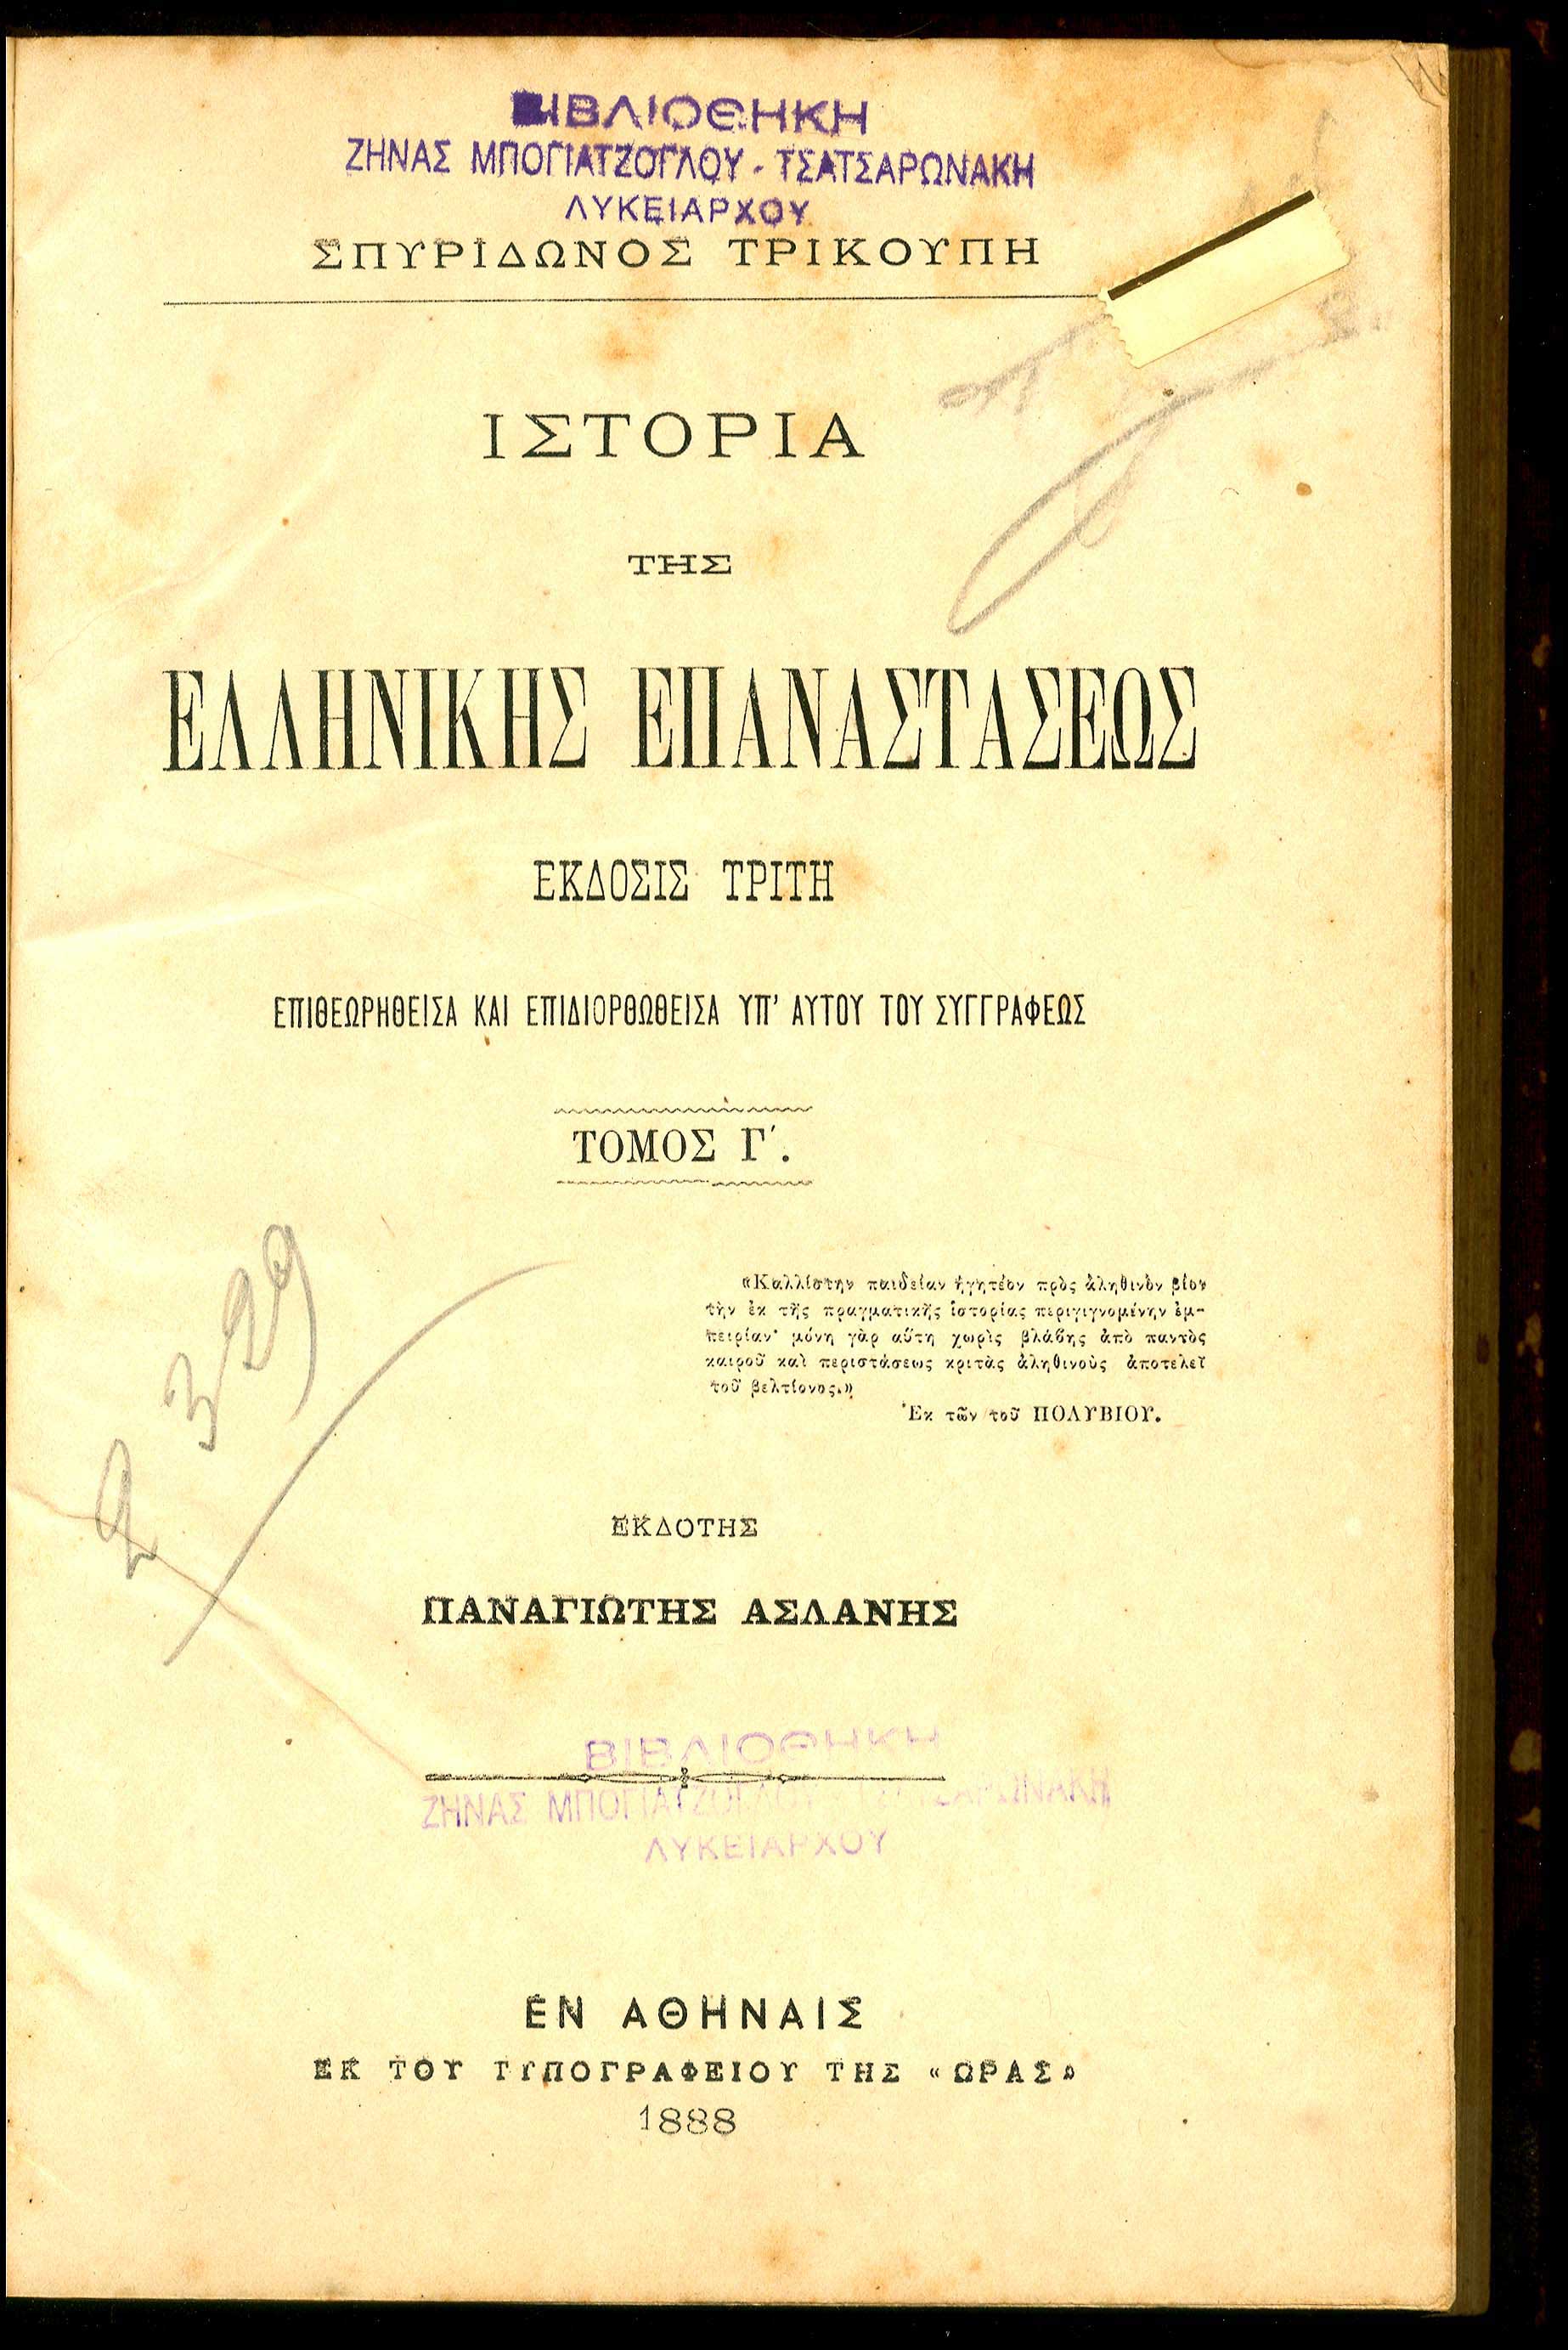 ΒΙΒΛΙΟΘΗΚΗ
ΖΗΝΑΣ ΜΠΟΓΙΑΤΖΟΓΛΟΥ - ΤΣΑΤΣΑΡΩΝΑΚΗ
ΛΥΚΕΙΑΡΧΟΥ
ΣΠΥΡΙΔΩΝΟΣ ΤΡΙΚΟΥΠΗ
ΙΣΤΟΡΙΑ
ΤΗΣ
ΕΛΛΗΝΙΚΗΣ ΕΠΑΝΑΣΤΑΣΕΩΣ
ΕΚΔΟΣΙΣ ΤΡΙΤΗ
ΕΠΙΘΕΩΡΗΘΕΙΣΑ ΚΑΙ ΕΠΙΔΙΟΡΘΩΘΕΙΣΑ ΥΠ' ΑΥΤΟΥ ΤΟΥ ΣΥΓΓΡΑΦΕΩΣ
ΤΟΜΟΣ Γ΄.
«Καλλίστην παιδείαν ἡγητέον πρὸς ἀληθινὸν βίον
τὴν ἐκ τῆς πραγματικῆς ἱστορίας περιγιγνομένην ἐμ-
πειρίαν· μόνη γὰρ αὕτη χωρὶς βλάβης ἀπὸ παντὸς
καιροῦ καὶ περιστάσεως κριτὰς ἀληθινοὺς ἀποτελεῖ
τοῦ βελτίονος.»
Ἐκ τῶν τοῦ ΠΟΛΥΒΙΟΥ.
2329
ΕΚΔΟΤΗΣ
ΠΑΝΑΓΙΩΤΗΣ ΑΣΛΑΝΗΣ
ΒΙΒΛΙΟΘΗΚΗ
ΖΗΝΑΣ ΜΠΟΓΙΑΤΖΟΓΛΟΥ - ΤΣΑΤΣΑΡΩΝΑΚΗ
ΛΥΚΕΙΑΡΧΟΥ
ΕΝ ΑΘΗΝΑΙΣ
ΕΚ ΤΟΥ ΤΥΠΟΓΡΑΦΕΙΟΥ ΤΗΣ «ΩΡΑΣ»
1888